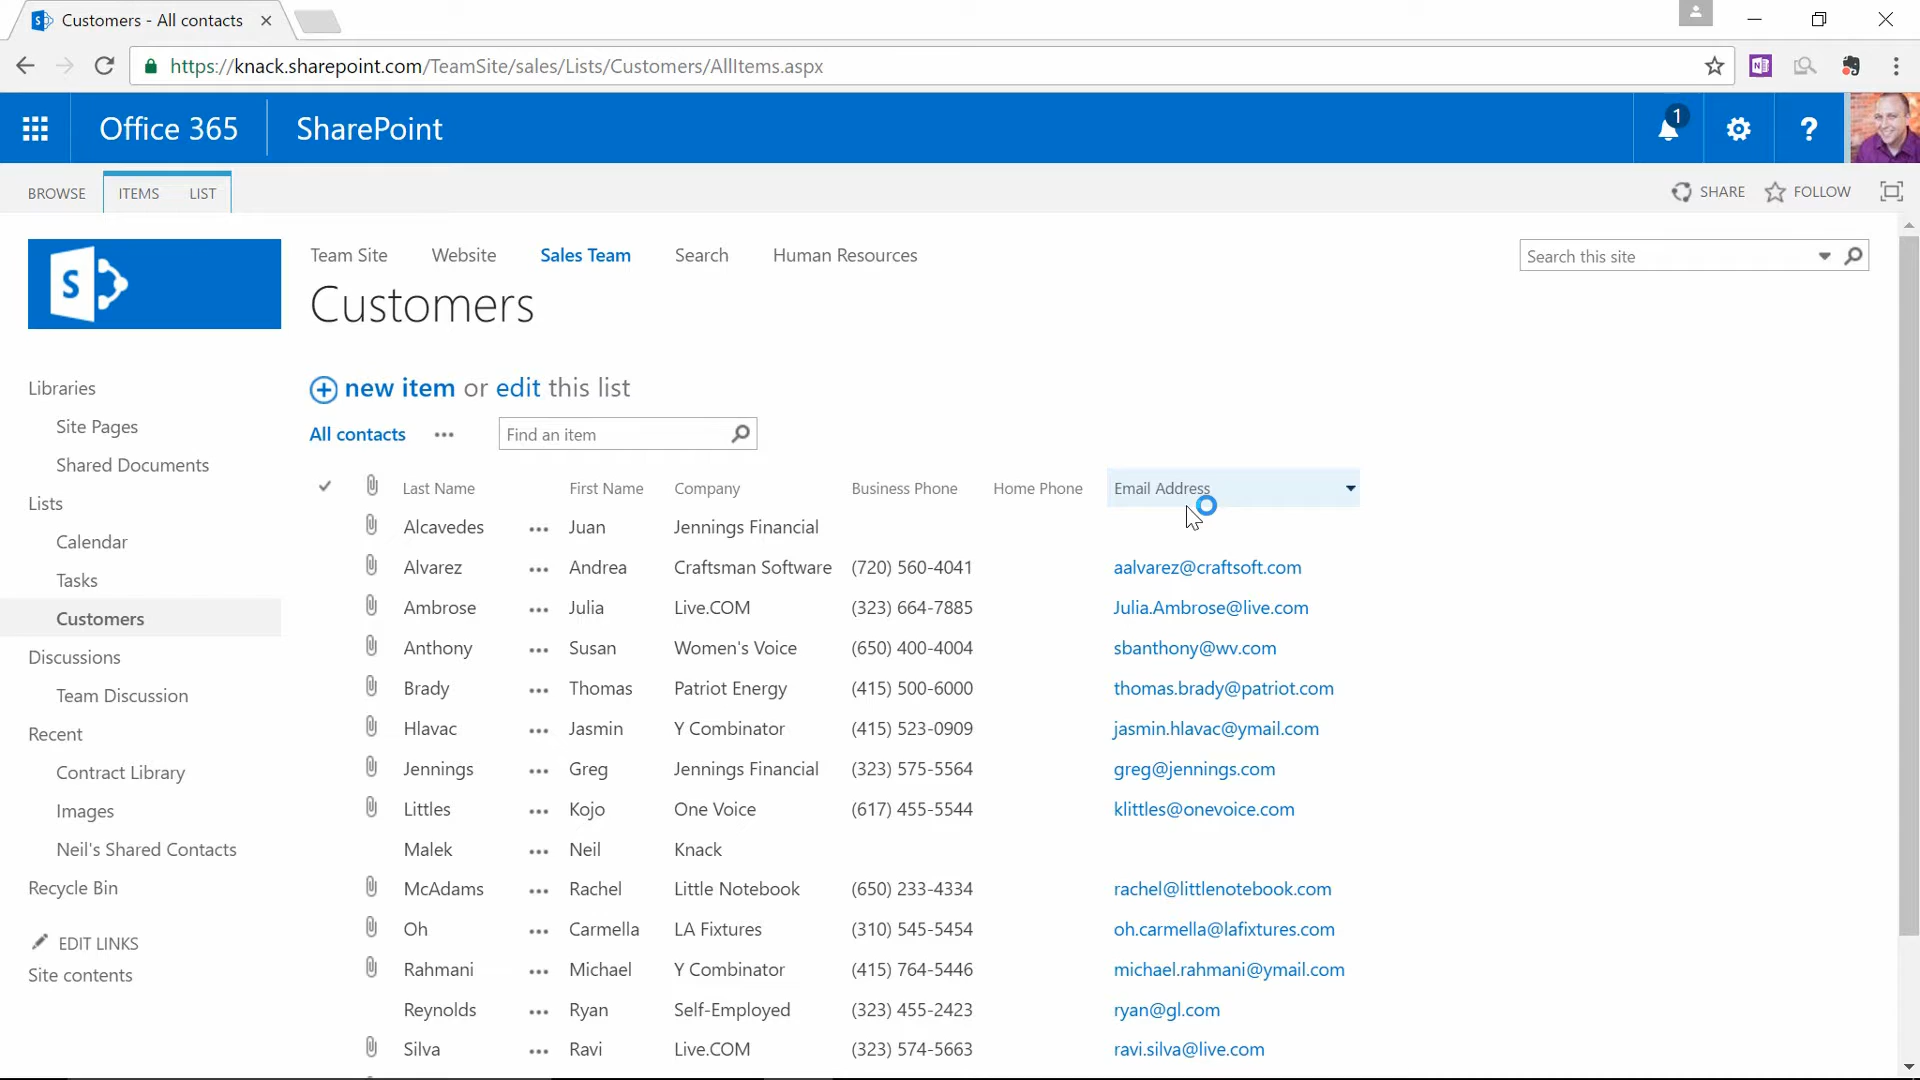 Customers - All contacts
https://knack.sharepoint.com/TeamSite/sales/Lists/Customers/AllItems.aspx
Office 365 SharePoint 1 ?
BROWSE ITEMS LIST SHARE FOLLOW
S
Team Site Website Sales Team Search Human Resources
Search this site
Customers
new item or edit this list
All contacts ... Find an item
Libraries
Site Pages
Shared Documents
Lists
Calendar
Tasks
Customers
Discussions
Team Discussion
Recent
Contract Library
Images
Neil's Shared Contacts
Recycle Bin
EDIT LINKS
Site contents
Last Name First Name Company Business Phone Home Phone Email Address
Alcavedes ... Juan Jennings Financial
Alvarez ... Andrea Craftsman Software (720) 560-4041 aalvarez@craftsoft.com
Ambrose ... Julia Live.COM (323) 664-7885 Julia.Ambrose@live.com
Anthony ... Susan Women's Voice (650) 400-4004 sbanthony@wv.com
Brady ... Thomas Patriot Energy (415) 500-6000 thomas.brady@patriot.com
Hlavac ... Jasmin Y Combinator (415) 523-0909 jasmin.hlavac@ymail.com
Jennings ... Greg Jennings Financial (323) 575-5564 greg@jennings.com
Littles ... Kojo One Voice (617) 455-5544 klittles@onevoice.com
Malek ... Neil Knack
McAdams ... Rachel Little Notebook (650) 233-4334 rachel@littlenotebook.com
Oh ... Carmella LA Fixtures (310) 545-5454 oh.carmella@lafixtures.com
Rahmani ... Michael Y Combinator (415) 764-5446 michael.rahmani@ymail.com
Reynolds ... Ryan Self-Employed (323) 455-2423 ryan@gl.com
Silva ... Ravi Live.COM (323) 574-5663 ravi.silva@live.com